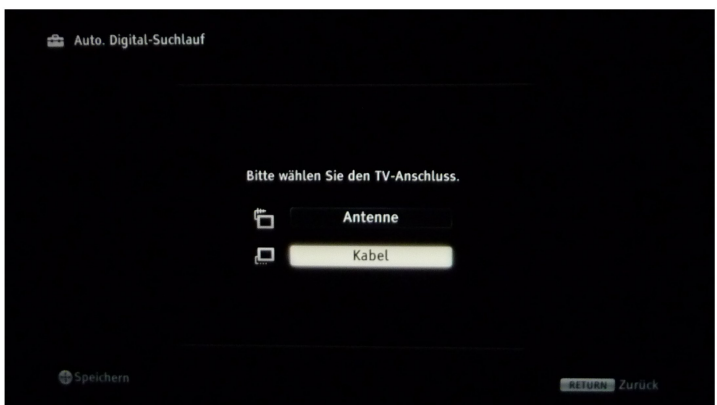 Auto. Digital-Suchlauf
Bitte wählen Sie den TV-Anschluss.
Antenne
Kabel
Speichern
RETURN Zurück